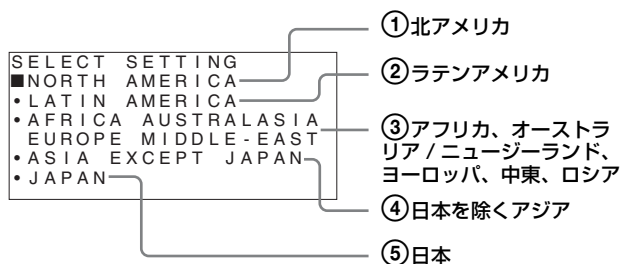 SELECT SETTING
■NORTH AMERICA
•LATIN AMERICA
•AFRICA AUSTRALASIA
EUROPE MIDDLE-EAST
•ASIA EXCEPT JAPAN
•JAPAN
①北アメリカ
②ラテンアメリカ
③アフリカ、オーストラ
リア / ニュージーランド、
ヨーロッパ、中東、ロシア
④日本を除くアジア
⑤日本